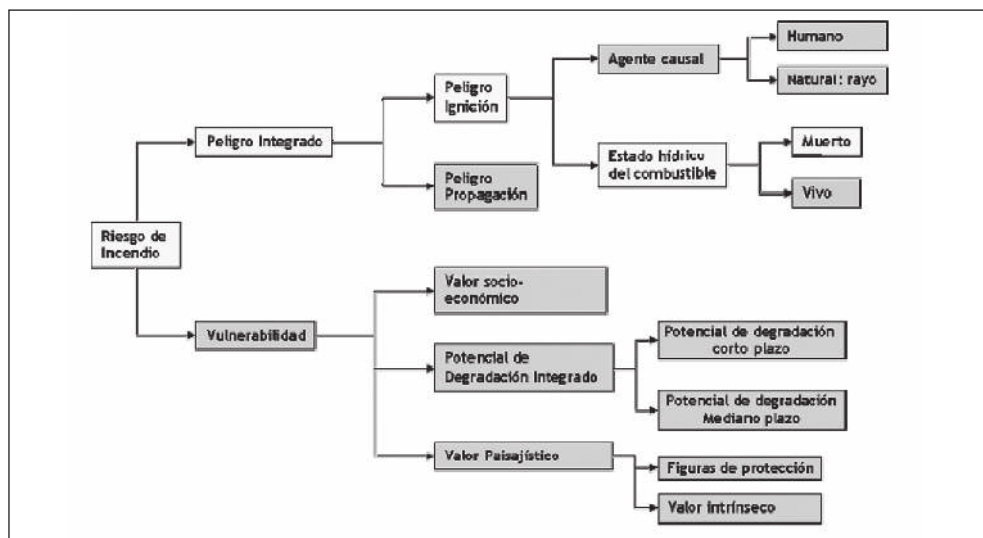 Humano
Agente causal
Natural: rayo
Peligro
Ignición
Peligro Integrado
Muerto
Estado hídrico
del combustible
Peligro
Propagación
Vivo
Riesgo de
Incendio
Valor socio-
económico
Vulnerabilidad
Potencial de degradación
corto plazo
Potencial de
Degradación Integrado
Potencial de degradación
Mediano plazo
Valor Paisajístico
Figuras de protección
Valor intrínseco